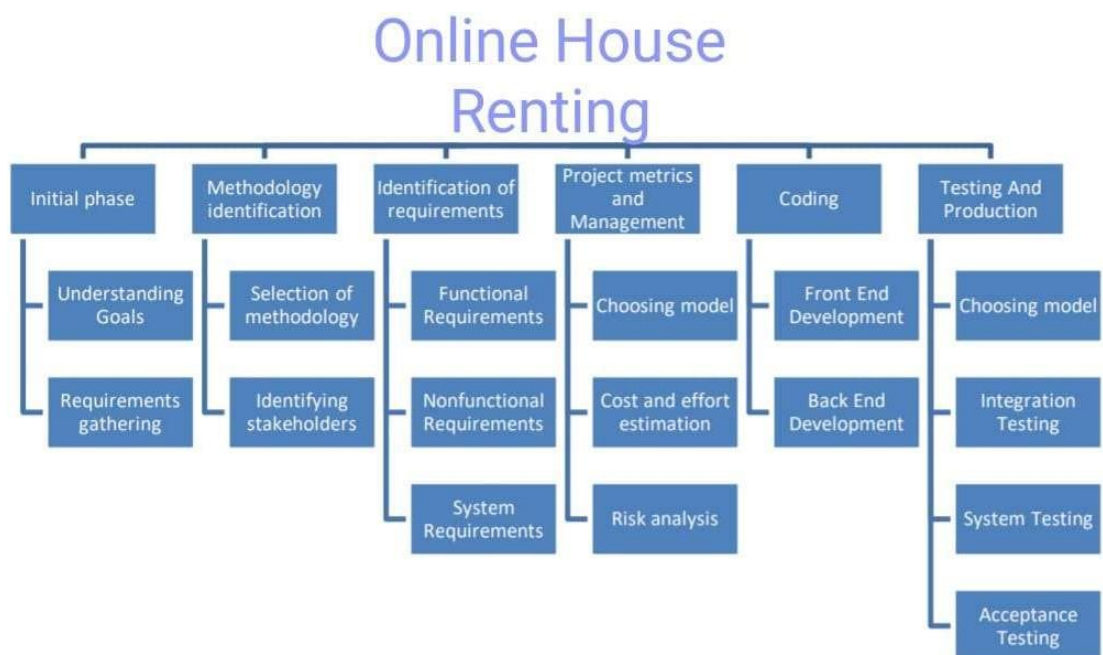 Online House
Renting
Initial phase
Understanding
Goals
Requirements
gathering
Methodology
identification
Selection of
methodology
Identifying
stakeholders
Identification of
requirements
Functional
Requirements
Nonfunctional
Requirements
System
Requirements
Project metrics
and
Management
Choosing model
Cost and effort
estimation
Risk analysis
Coding
Front End
Development
Back End
Development
Testing And
Production
Choosing model
Integration
Testing
System Testing
Acceptance
Testing